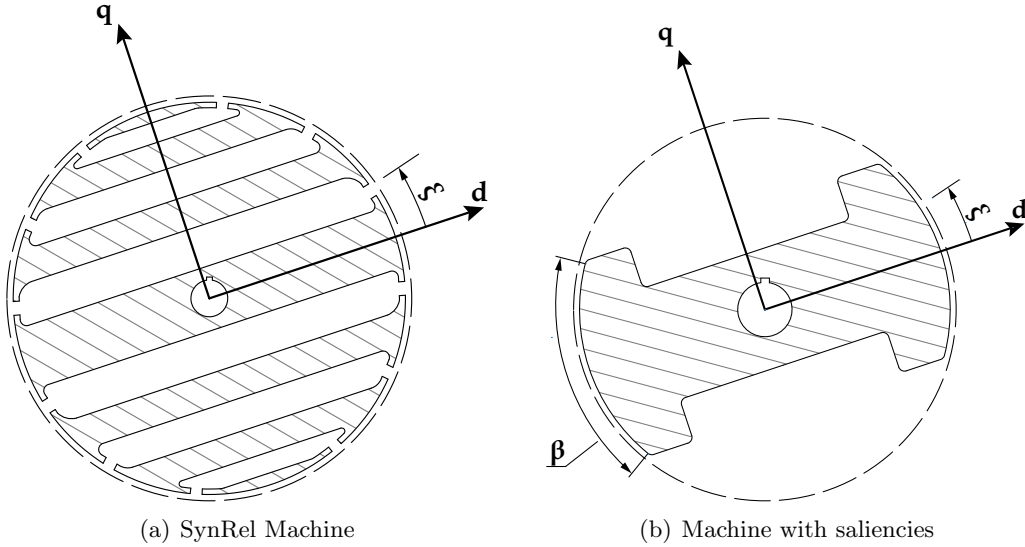 q
ξ
d
(a) SynRel Machine
q
ξ
d
β
(b) Machine with saliencies